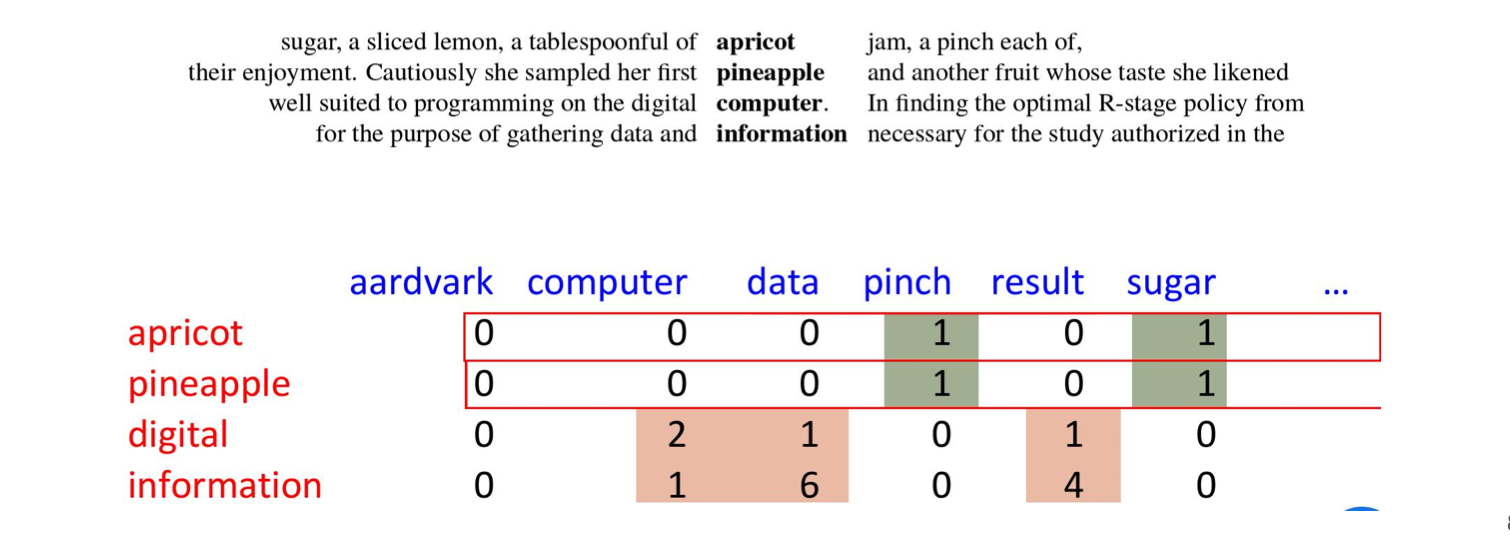 sugar, a sliced lemon, a tablespoonful of apricot jam, a pinch each of,
their enjoyment. Cautiously she sampled her first pineapple and another fruit whose taste she likened
well suited to programming on the digital computer. In finding the optimal R-stage policy from
for the purpose of gathering data and information necessary for the study authorized in the
aardvark computer data pinch result sugar ...
apricot 0 0 0 1 0 1
pineapple 0 0 0 1 0 1
digital 0 2 1 0 1 0
information 0 1 6 0 4 0